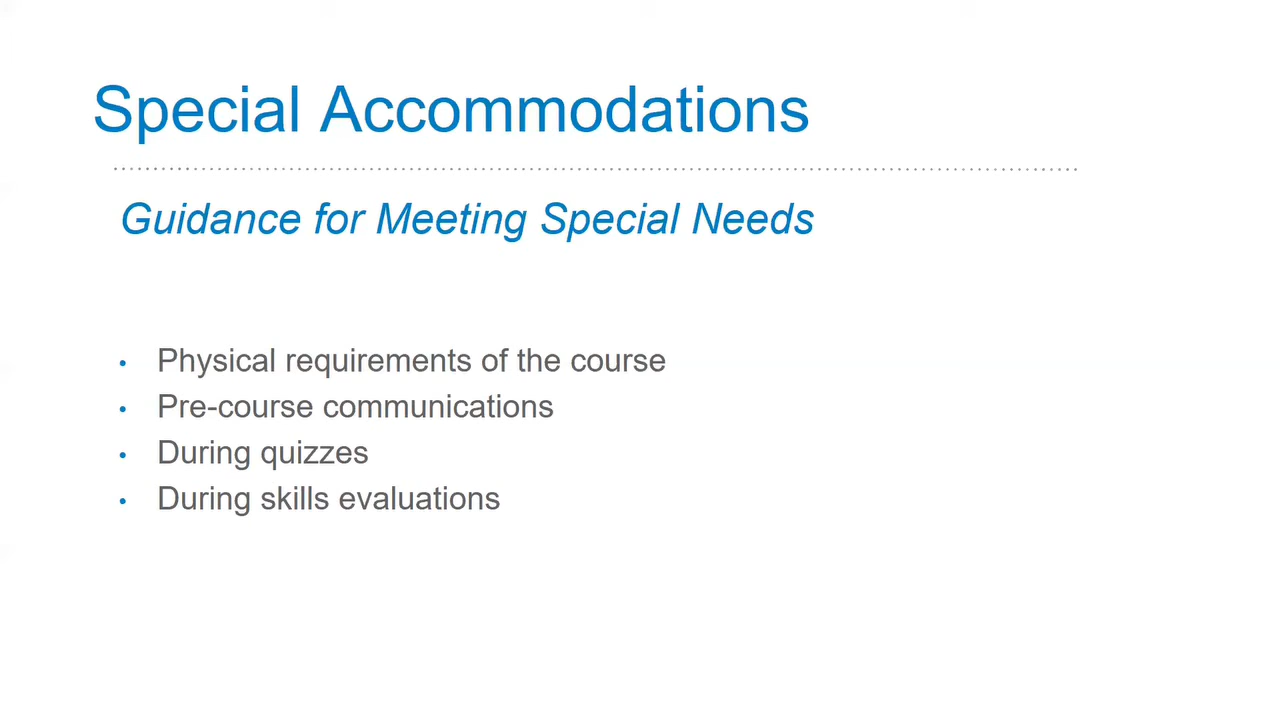 Special Accommodations
Guidance for Meeting Special Needs
• Physical requirements of the course
• Pre-course communications
• During quizzes
• During skills evaluations